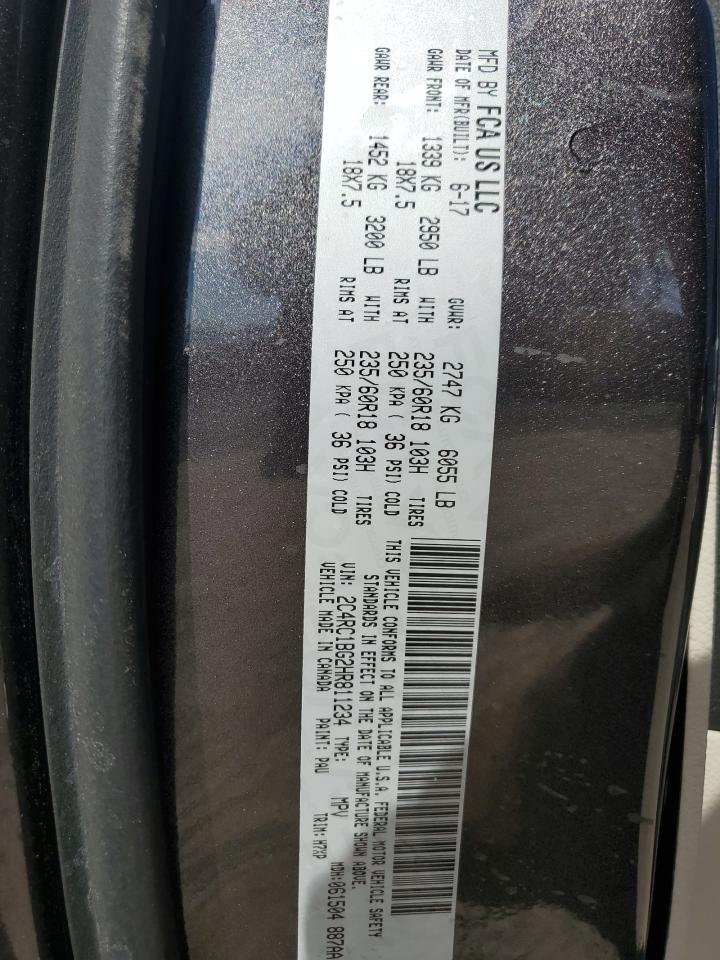 MFD BY FCA US LLC
DATE OF MFR(BUILT): 6-17 GVWR: 2747 KG 6055 LB
GAWR FRONT: 1339 KG 2950 LB WITH 235/60R18 103H TIRES
18X7.5 RIMS AT 250 KPA ( 36 PSI) COLD
GAWR REAR: 1452 KG 3200 LB WITH 235/60R18 103H TIRES
18X7.5 RIMS AT 250 KPA ( 36 PSI) COLD
THIS VEHICLE CONFORMS TO ALL APPLICABLE U.S.A. FEDERAL MOTOR VEHICLE SAFETY
STANDARDS IN EFFECT ON THE DATE OF MANUFACTURE SHOWN ABOVE.
VIN: 2C4RC1BG2HR811234 TYPE: MPV MDH:061504 887AA
VEHICLE MADE IN CANADA PAINT: PAU TRIM: H7XP